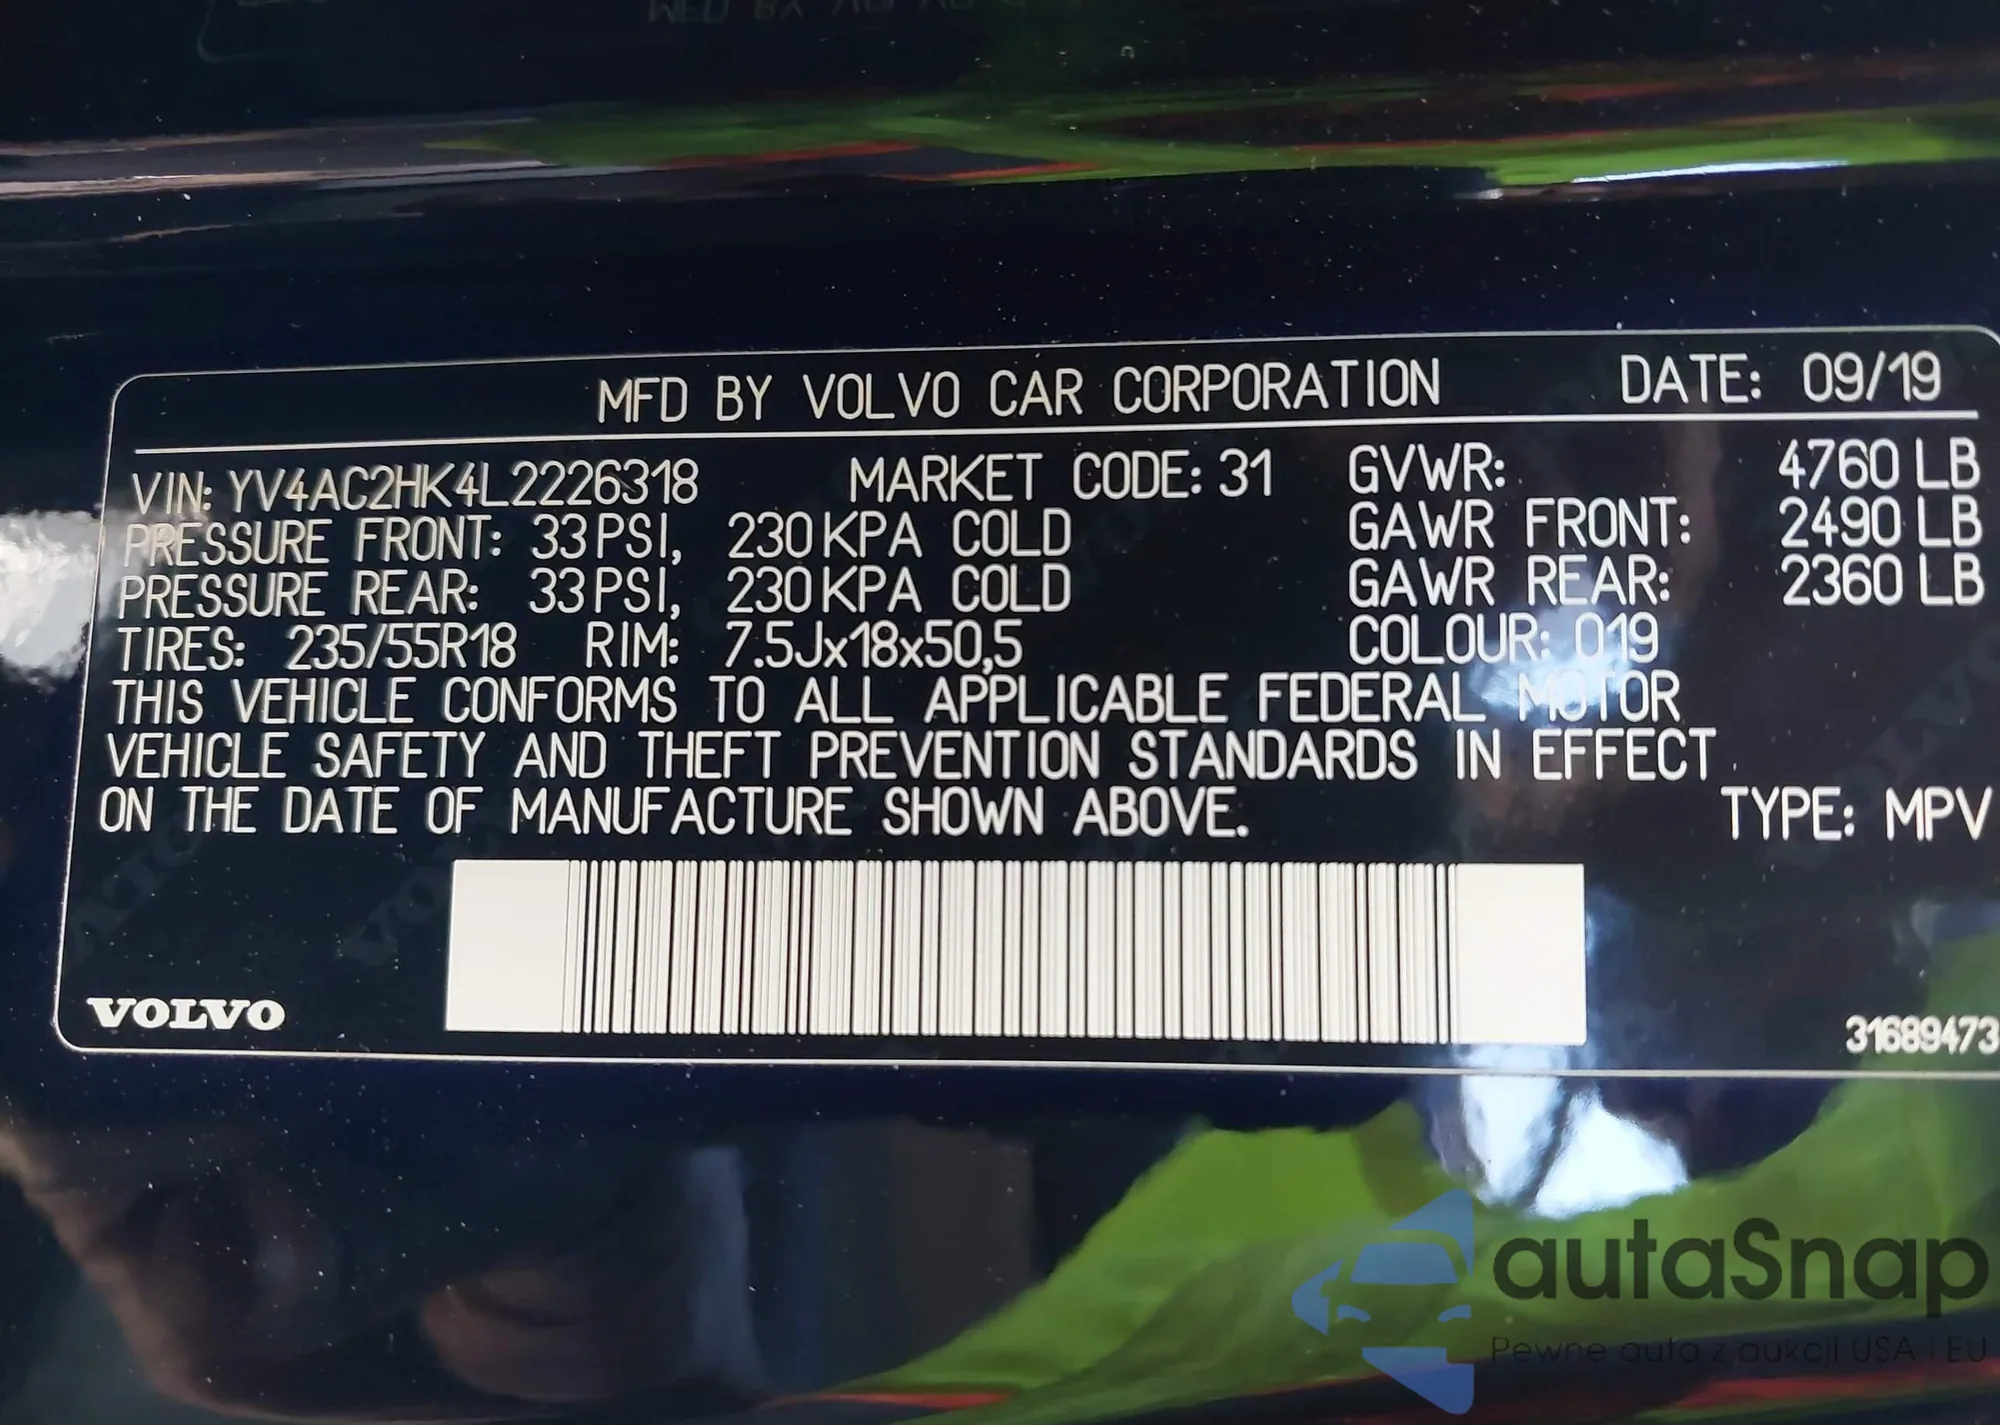 MFD BY VOLVO CAR CORPORATION DATE: 09/19
VIN: YV4AC2HK4L2226318 MARKET CODE: 31 GVWR: 4760 LB
PRESSURE FRONT: 33 PSI, 230 KPA COLD GAWR FRONT: 2490 LB
PRESSURE REAR: 33 PSI, 230 KPA COLD GAWR REAR: 2360 LB
TIRES: 235/55R18 RIM: 7.5Jx18x50,5 COLOUR: 019
THIS VEHICLE CONFORMS TO ALL APPLICABLE FEDERAL MOTOR
VEHICLE SAFETY AND THEFT PREVENTION STANDARDS IN EFFECT
ON THE DATE OF MANUFACTURE SHOWN ABOVE. TYPE: MPV
VOLVO
31689473
autaSnap
Pewne auta z aukcji USA i EU